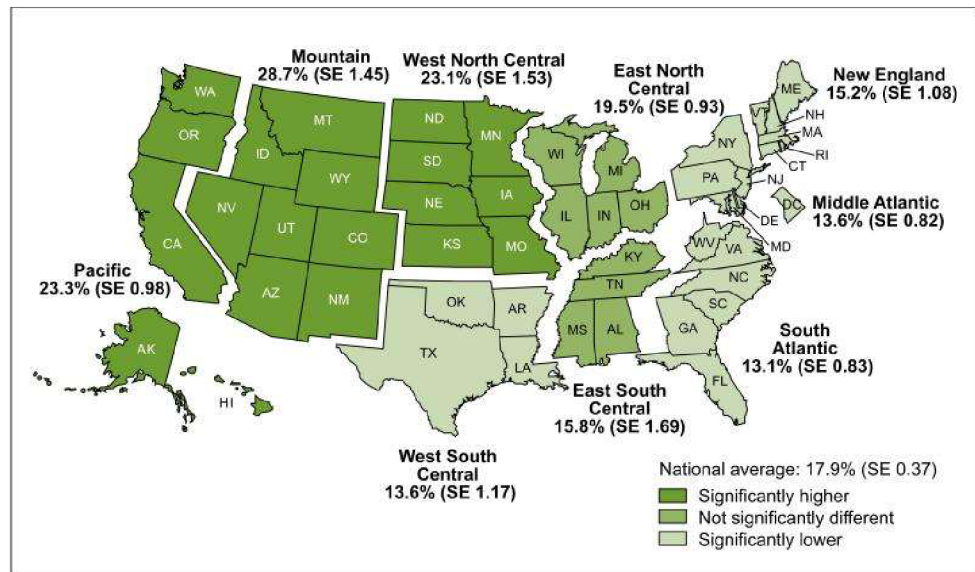 Mountain
28.7% (SE 1.45)
West North Central
23.1% (SE 1.53)
East North
Central
19.5% (SE 0.93)
New England
15.2% (SE 1.08)
WA
MT
ND
MN
ME
OR
ID
SD
WI
MI
NY
NH
MA
RI
CT
WY
NE
IA
PA
NJ
NV
UT
CO
IL
IN
OH
DC
Middle Atlantic
13.6% (SE 0.82)
DE
MD
CA
KS
MO
KY
WV
VA
Pacific
23.3% (SE 0.98)
AZ
NM
OK
AR
TN
NC
SC
AK
TX
LA
MS
AL
GA
South
Atlantic
13.1% (SE 0.83)
HI
FL
East South
Central
15.8% (SE 1.69)
West South
Central
13.6% (SE 1.17)
National average: 17.9% (SE 0.37)
Significantly higher
Not significantly different
Significantly lower